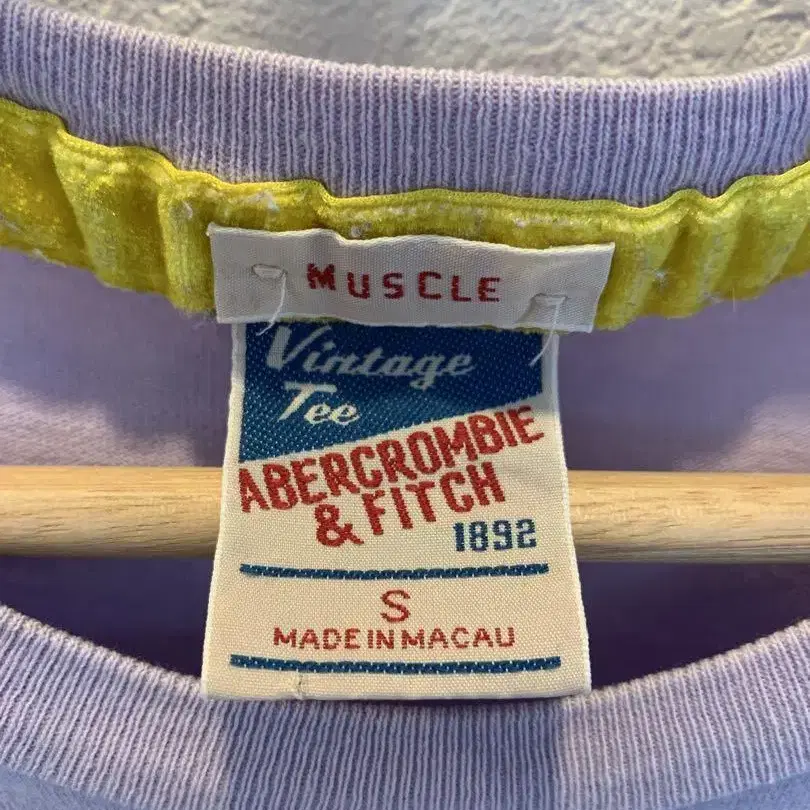 MUSCLE
Vintage
Tee
ABERCROMBIE
& FITCH
1892
S
MADE IN MACAU